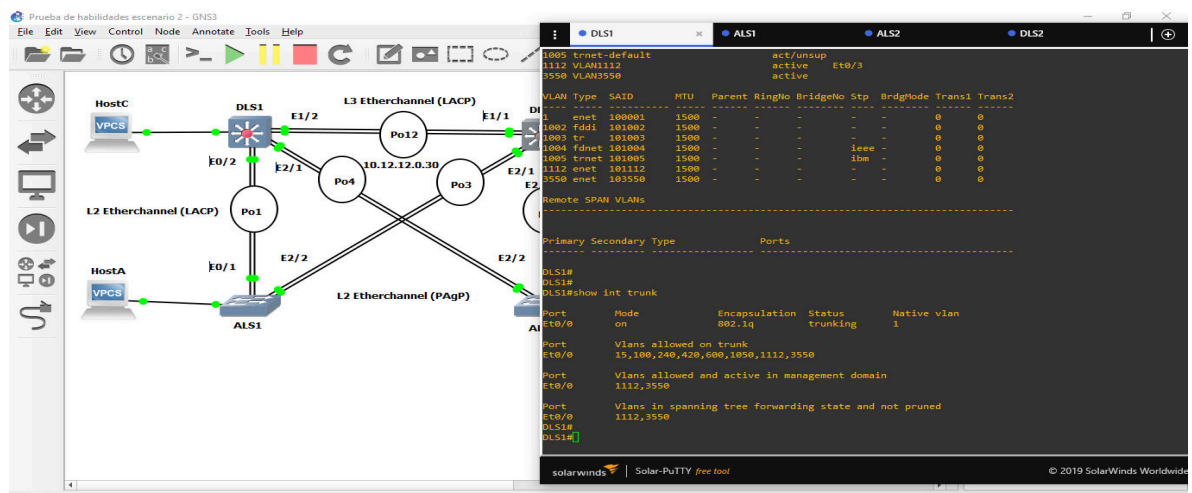 Prueba de habilidades escenario 2 - GNS3
File Edit View Control Node Annotate Tools Help
HostC
VPCS
DLS1
L3 Etherchannel (LACP)
E1/2
E1/1
Po12
10.12.12.0.30
E0/2
E2/1
E2/1
Po4
Po3
L2 Etherchannel (LACP)
Po1
HostA
VPCS
E0/1
E2/2
E2/2
L2 Etherchannel (PAgP)
ALS1
DLS1 × ALS1 ALS2 DLS2
1005 trnet-default act/unsup
1112 VLAN1112 active Et0/3
3550 VLAN3550 active
VLAN Type SAID MTU Parent RingNo BridgeNo Stp BrdgMode Trans1 Trans2
---- ----- ---------- ----- ------ ------ -------- ---- -------- ------ ------
1 enet 100001 1500 - - - - - 0 0
1002 fddi 101002 1500 - - - - - 0 0
1003 tr 101003 1500 - - - - - 0 0
1004 fdnet 101004 1500 - - - ieee - 0 0
1005 trnet 101005 1500 - - - ibm - 0 0
1112 enet 101112 1500 - - - - - 0 0
3550 enet 103550 1500 - - - - - 0 0
Remote SPAN VLANs
------------------------------------------------------------------------------
Primary Secondary Type Ports
------- --------- ----------------- ------------------------------------------
DLS1#
DLS1#
DLS1#show int trunk
Port Mode Encapsulation Status Native vlan
Et0/0 on 802.1q trunking 1
Port Vlans allowed on trunk
Et0/0 15,100,240,420,600,1050,1112,3550
Port Vlans allowed and active in management domain
Et0/0 1112,3550
Port Vlans in spanning tree forwarding state and not pruned
Et0/0 1112,3550
DLS1#
DLS1#
solarwinds Solar-PuTTY free tool © 2019 SolarWinds Worldwide